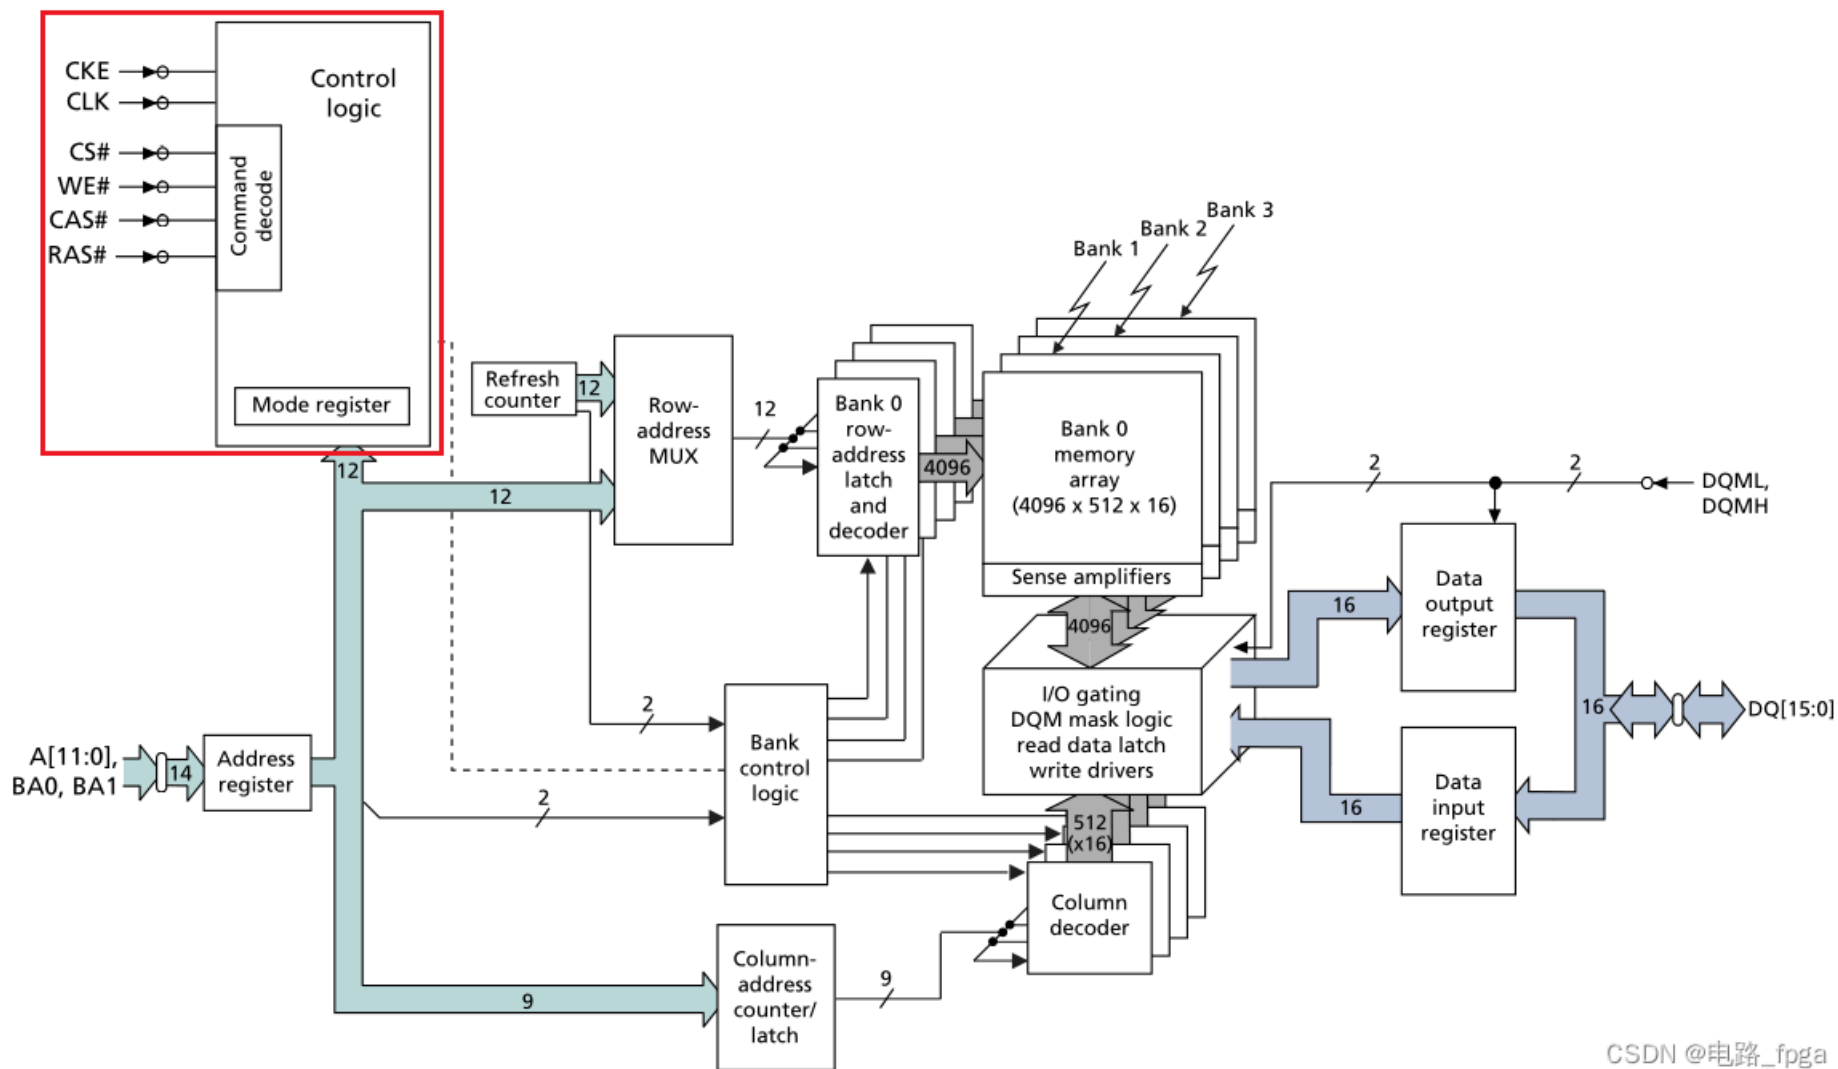 CKE
CLK
CS#
WE#
CAS#
RAS#
Control
logic
Command
decode
Mode register
12
12
Refresh
counter
12
Row-
address
MUX
12
Bank 0
row-
address
latch
and
decoder
4096
Bank 1
Bank 2
Bank 3
Bank 0
memory
array
(4096 x 512 x 16)
Sense amplifiers
4096
I/O gating
DQM mask logic
read data latch
write drivers
2
2
DQML,
DQMH
16
Data
output
register
16
DQ[15:0]
16
Data
input
register
A[11:0],
BA0, BA1
14
Address
register
2
2
Bank
control
logic
512
(x16)
Column
decoder
9
Column-
address
counter/
latch
9
CSDN @电路_fpga